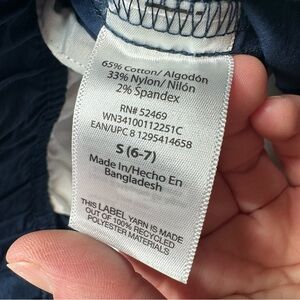 65% Cotton/ Algodón
33% Nylon/ Nilón
2% Spandex
RN# 52469
WN34100112251C
EAN/UPC 8 1295414658
S (6-7)
Made In/Hecho En
Bangladesh
THIS LABEL YARN IS MADE
OUT OF 100% RECYCLED
POLYESTER MATERIALS